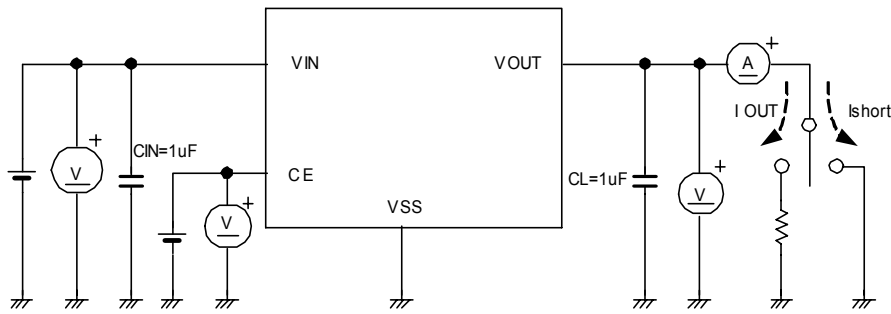 VIN
VOUT
+
A
I OUT
Ishort
+
V
CIN=1uF
CE
+
V
VSS
CL=1uF
+
V